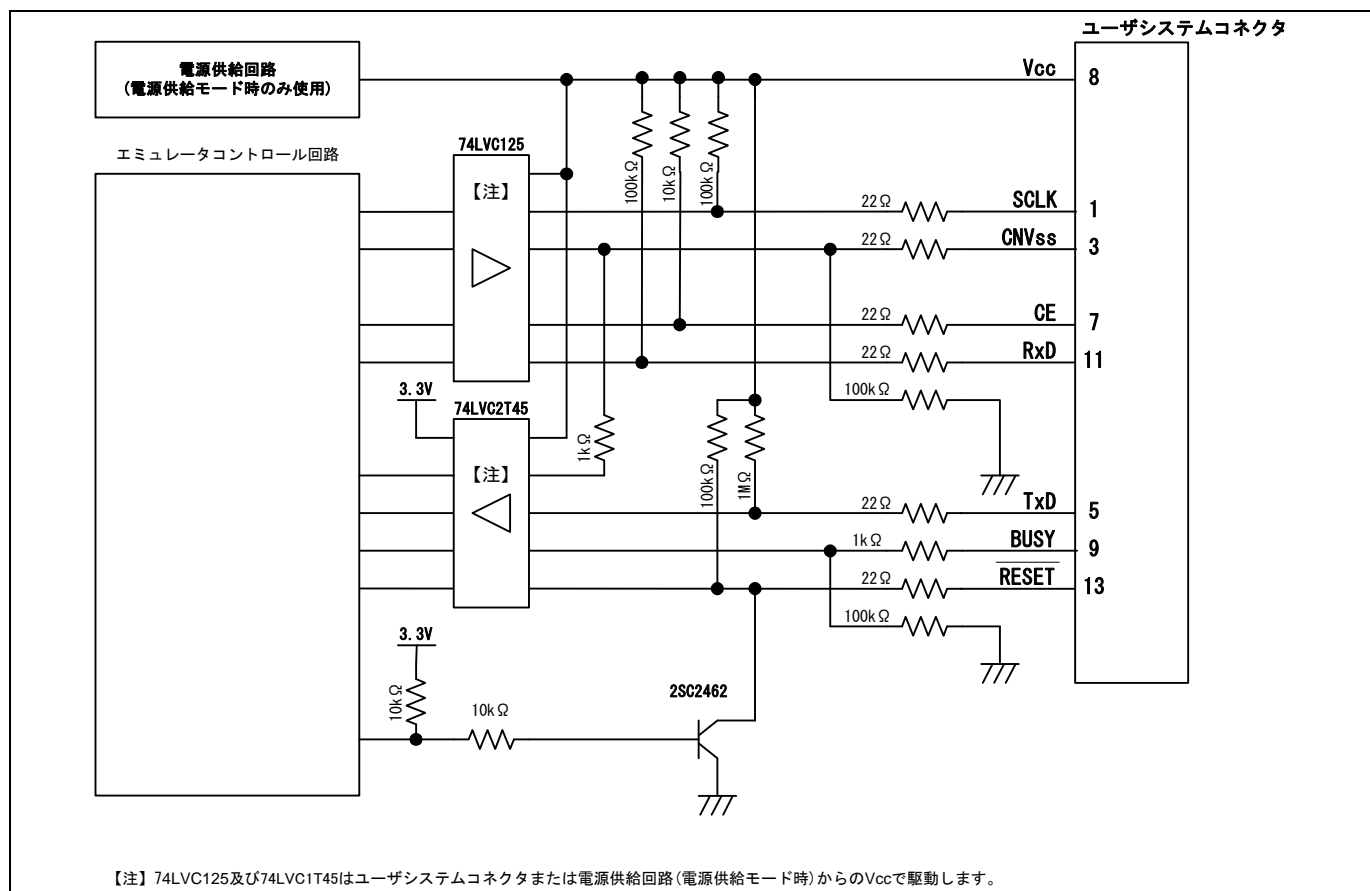 ユーザシステムコネクタ
電源供給回路
(電源供給モード時のみ使用)
Vcc
8
エミュレータコントロール回路
74LVC125
【注】
100kΩ
10kΩ
100kΩ
22Ω
SCLK
1
22Ω
CNVss
3
22Ω
CE
7
22Ω
RxD
11
3.3V
100kΩ
74LVC2T45
【注】
1kΩ
100kΩ
1MΩ
22Ω
TxD
5
1kΩ
BUSY
9
22Ω
RESET
13
100kΩ
3.3V
10kΩ
10kΩ
2SC2462
【注】74LVC125及び74LVC1T45はユーザシステムコネクタまたは電源供給回路(電源供給モード時)からのVccで駆動します。